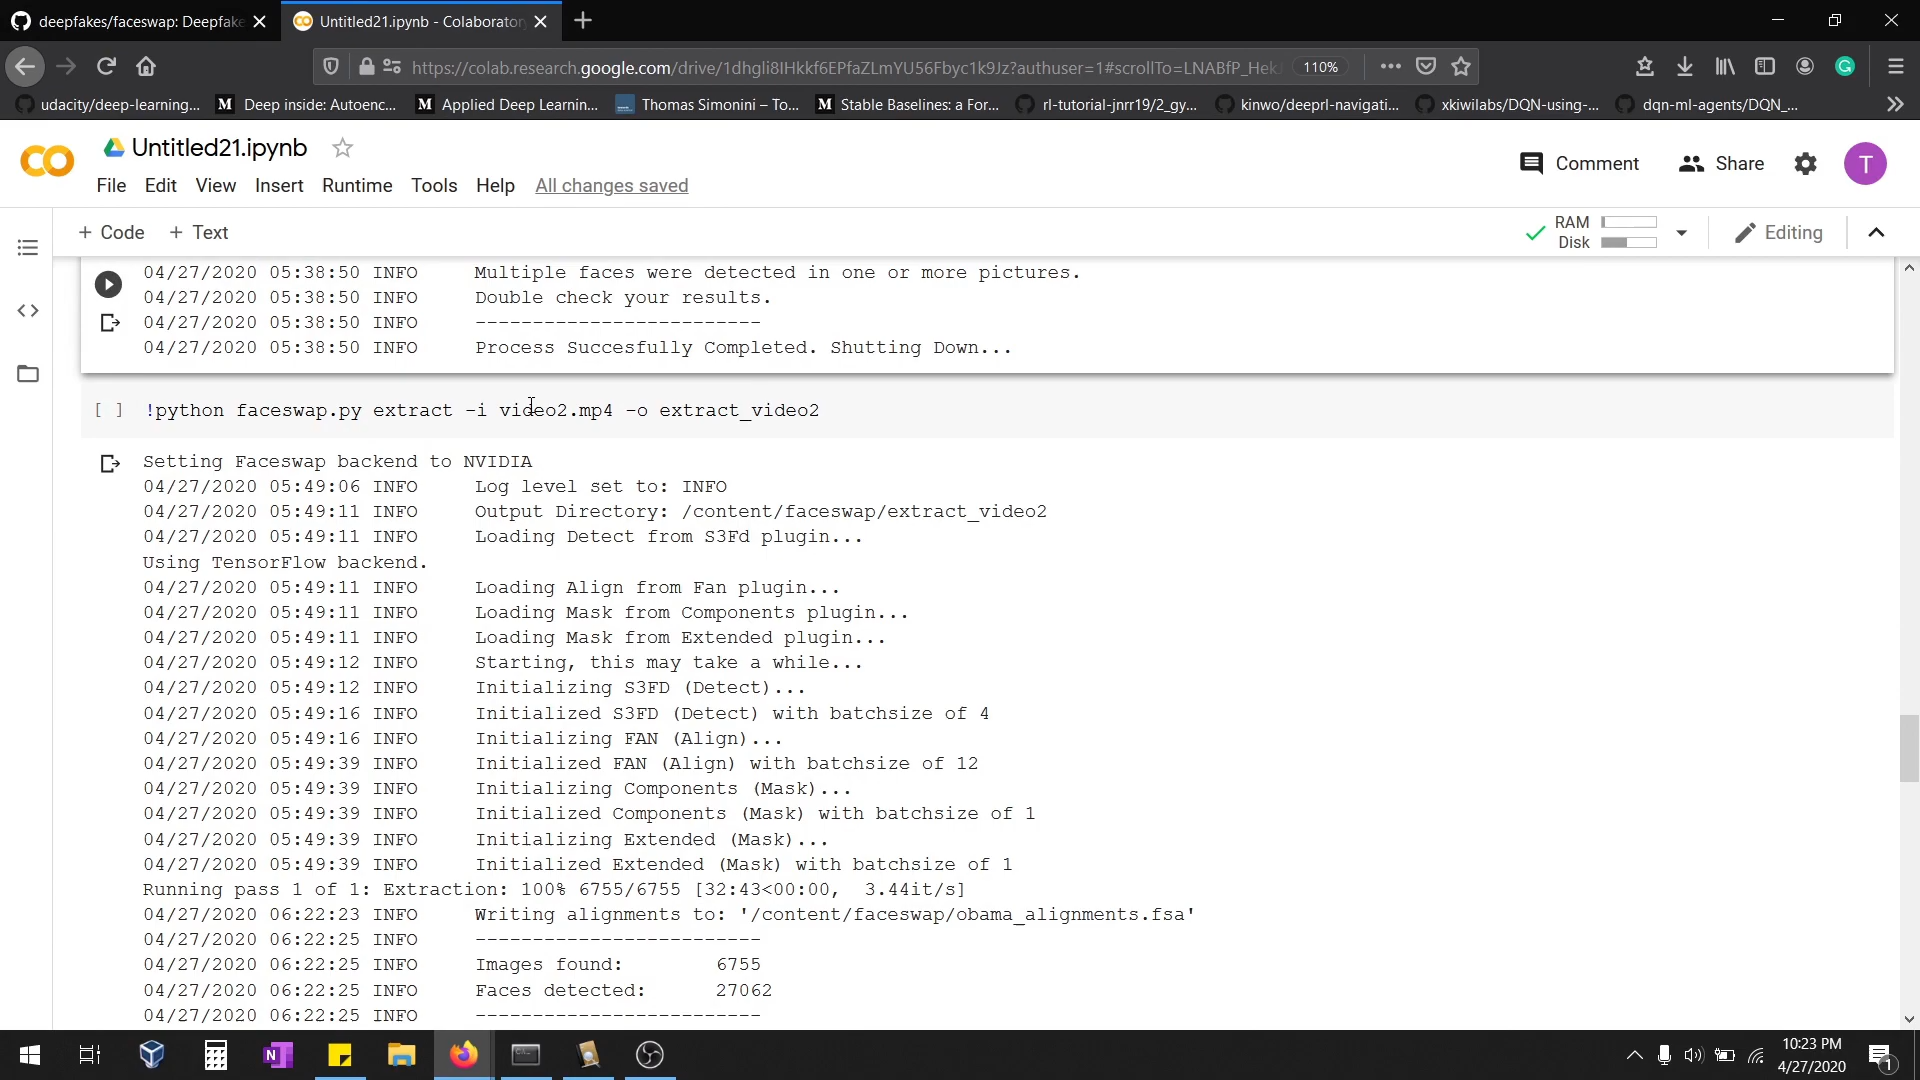 deepfakes/faceswap: Deepfake
Untitled21.ipynb - Colaboratory
https://colab.research.google.com/drive/1dhgli8IHkkf6EPfaZLmYU56Fbyc1k9Jz?authuser=1#scrollTo=LNABfP_Hek
110%
udacity/deep-learning...
M Deep inside: Autoenc...
M Applied Deep Learnin...
Thomas Simonini – To...
M Stable Baselines: a For...
rl-tutorial-jnrr19/2_gy...
kinwo/deeprl-navigati...
xkiwilabs/DQN-using-...
dqn-ml-agents/DQN_...
CO Untitled21.ipynb
Comment Share T
File Edit View Insert Runtime Tools Help All changes saved
+ Code + Text
RAM
Disk
Editing
04/27/2020 05:38:50 INFO Multiple faces were detected in one or more pictures.
04/27/2020 05:38:50 INFO Double check your results.
04/27/2020 05:38:50 INFO -------------------------
04/27/2020 05:38:50 INFO Process Succesfully Completed. Shutting Down...
[ ] !python faceswap.py extract -i video2.mp4 -o extract_video2
Setting Faceswap backend to NVIDIA
04/27/2020 05:49:06 INFO Log level set to: INFO
04/27/2020 05:49:11 INFO Output Directory: /content/faceswap/extract_video2
04/27/2020 05:49:11 INFO Loading Detect from S3Fd plugin...
Using TensorFlow backend.
04/27/2020 05:49:11 INFO Loading Align from Fan plugin...
04/27/2020 05:49:11 INFO Loading Mask from Components plugin...
04/27/2020 05:49:11 INFO Loading Mask from Extended plugin...
04/27/2020 05:49:12 INFO Starting, this may take a while...
04/27/2020 05:49:12 INFO Initializing S3FD (Detect)...
04/27/2020 05:49:16 INFO Initialized S3FD (Detect) with batchsize of 4
04/27/2020 05:49:16 INFO Initializing FAN (Align)...
04/27/2020 05:49:39 INFO Initialized FAN (Align) with batchsize of 12
04/27/2020 05:49:39 INFO Initializing Components (Mask)...
04/27/2020 05:49:39 INFO Initialized Components (Mask) with batchsize of 1
04/27/2020 05:49:39 INFO Initializing Extended (Mask)...
04/27/2020 05:49:39 INFO Initialized Extended (Mask) with batchsize of 1
Running pass 1 of 1: Extraction: 100% 6755/6755 [32:43<00:00, 3.44it/s]
04/27/2020 06:22:23 INFO Writing alignments to: '/content/faceswap/obama_alignments.fsa'
04/27/2020 06:22:25 INFO -------------------------
04/27/2020 06:22:25 INFO Images found: 6755
04/27/2020 06:22:25 INFO Faces detected: 27062
04/27/2020 06:22:25 INFO -------------------------
10:23 PM
4/27/2020
1